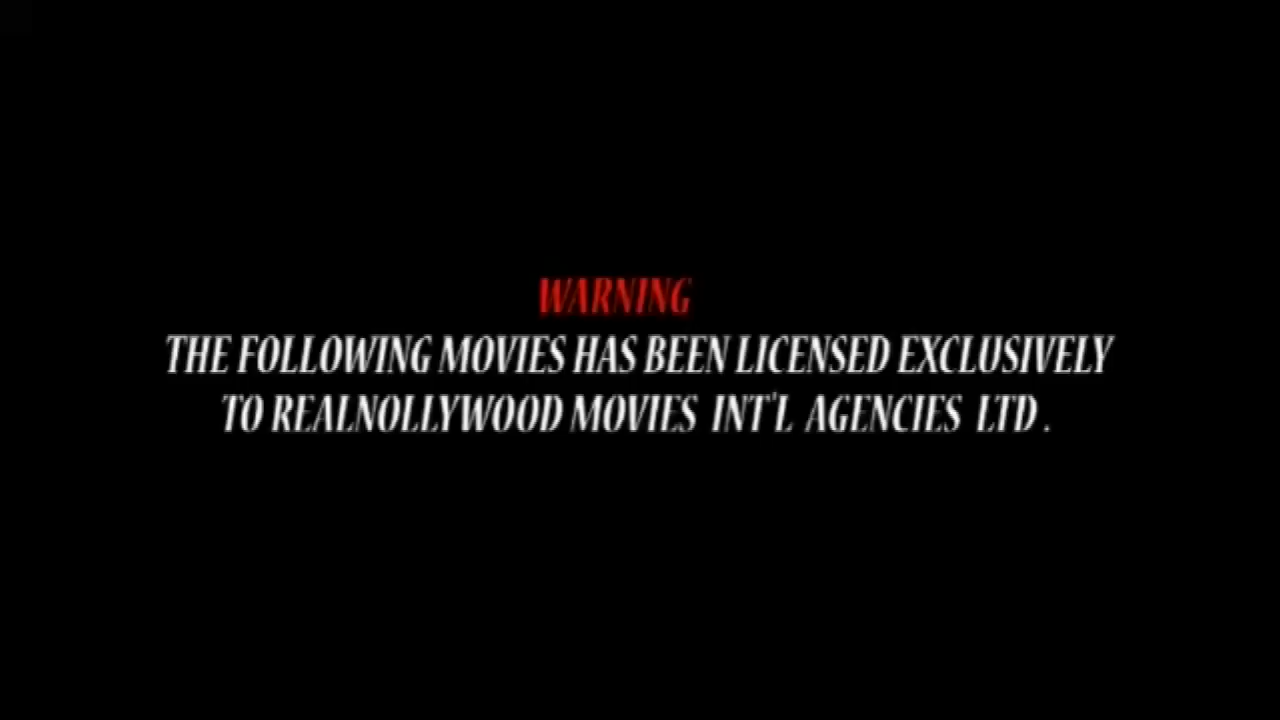 WARNING
THE FOLLOWING MOVIES HAS BEEN LICENSED EXCLUSIVELY
TO REALNOLLYWOOD MOVIES INT'L AGENCIES LTD .